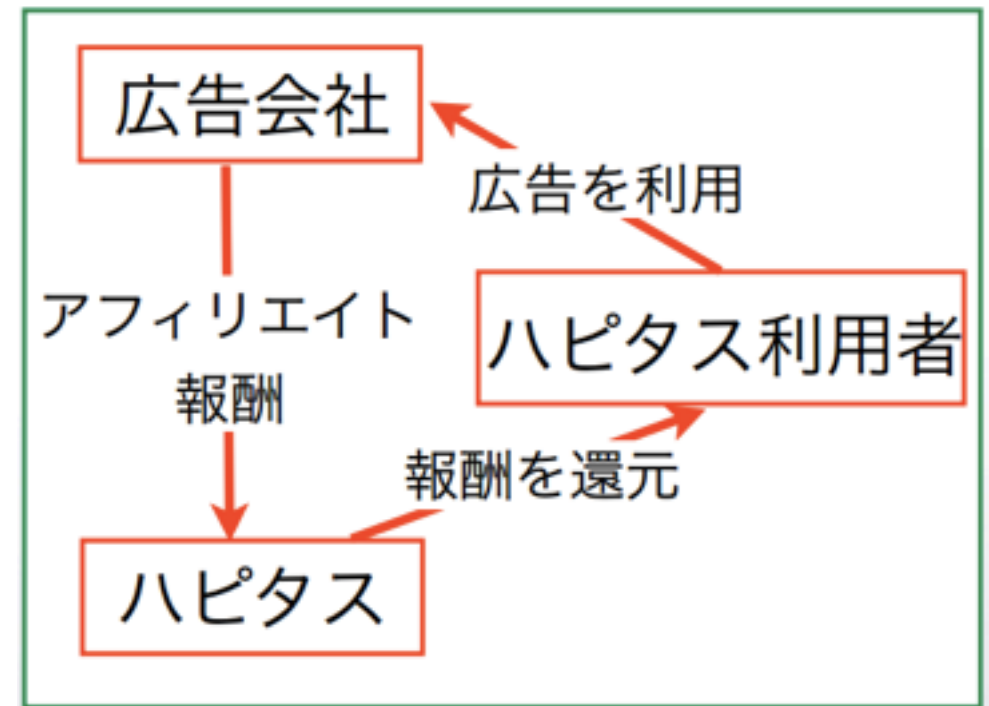 広告会社
広告を利用
アフィリエイト
報酬
ハピタス利用者
報酬を還元
ハピタス